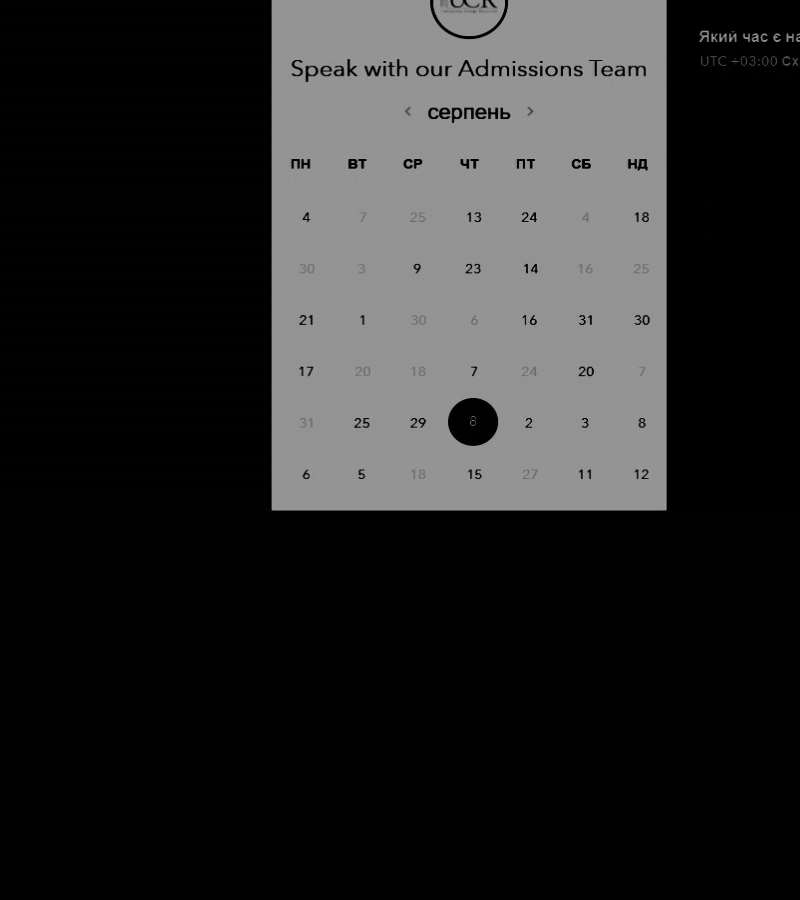 UCR
Speak with our Admissions Team
серпень
ПН ВТ СР ЧТ ПТ СБ НД
4 7 25 13 24 4 18
30 3 9 23 14 16 25
21 1 30 6 16 31 30
17 20 18 7 24 20 7
31 25 29 8 2 3 8
6 5 18 15 27 11 12
Який час є на
UTC +03:00 Сх